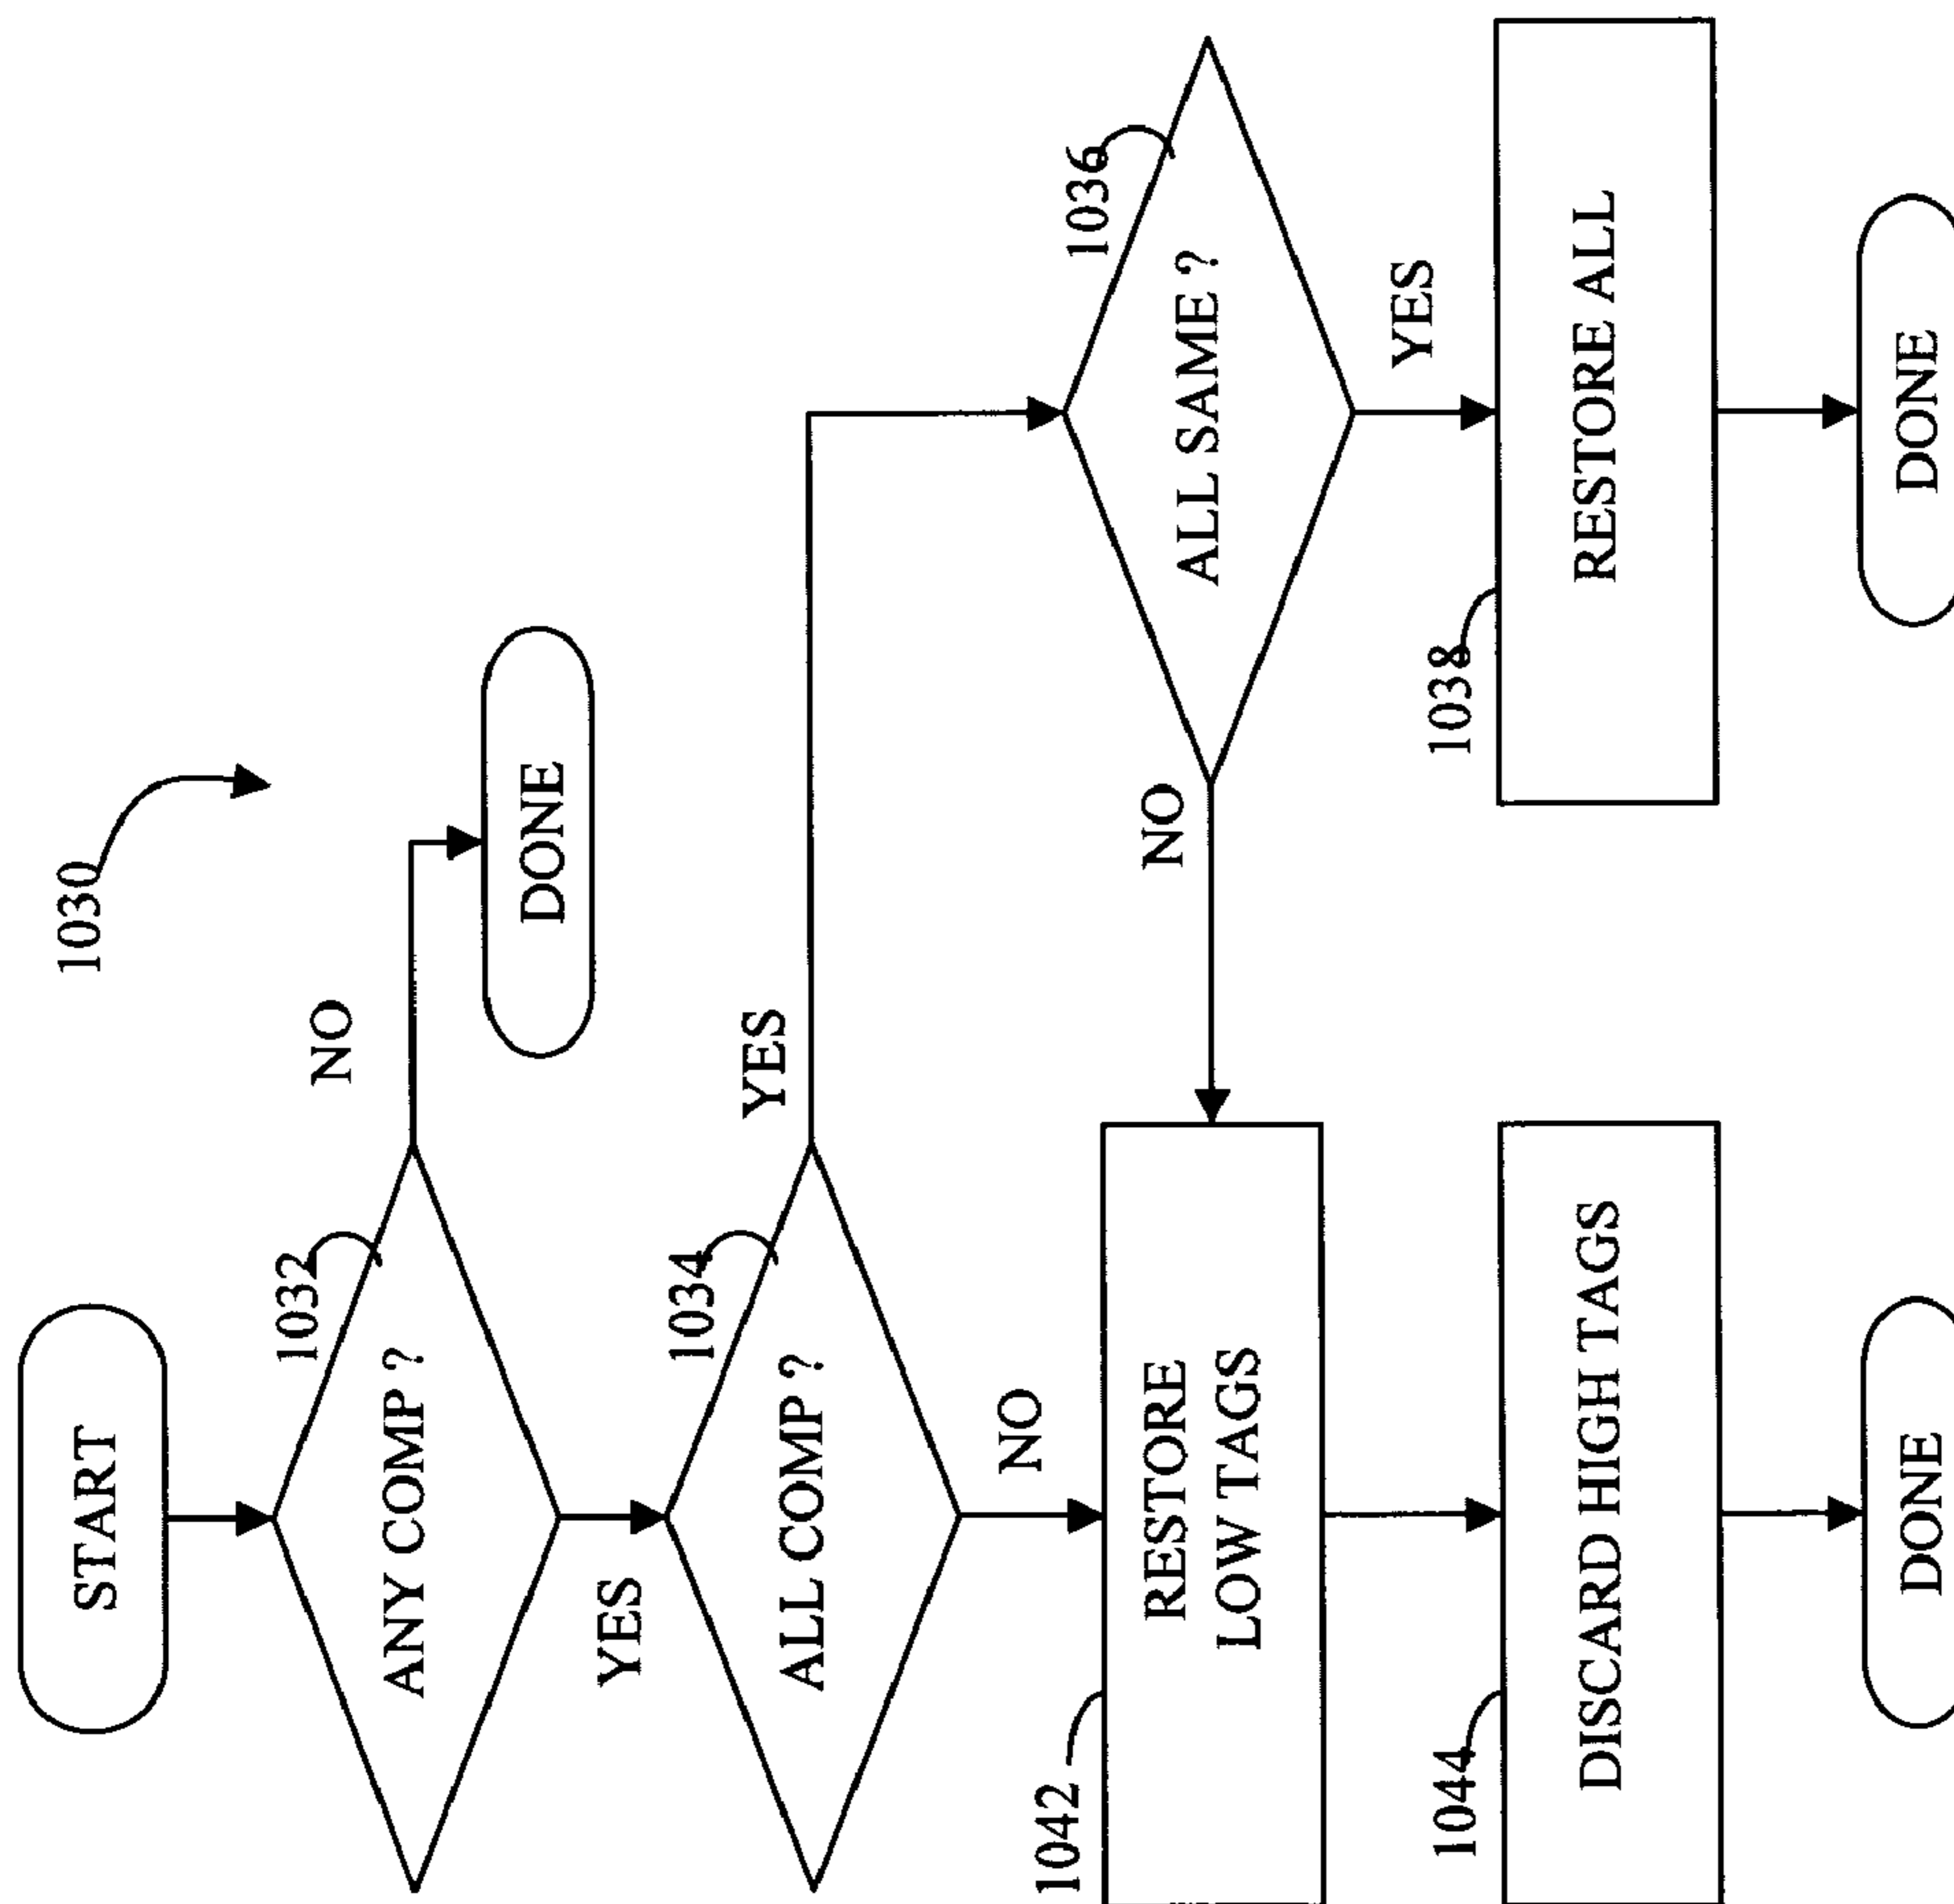 1030
START
1032
ANY COMP ?
NO
DONE
YES
1034
ALL COMP ?
YES
NO
1036
ALL SAME ?
NO
YES
1042
RESTORE
LOW TAGS
1038
RESTORE ALL
1044
DISCARD HIGH TAGS
DONE
DONE